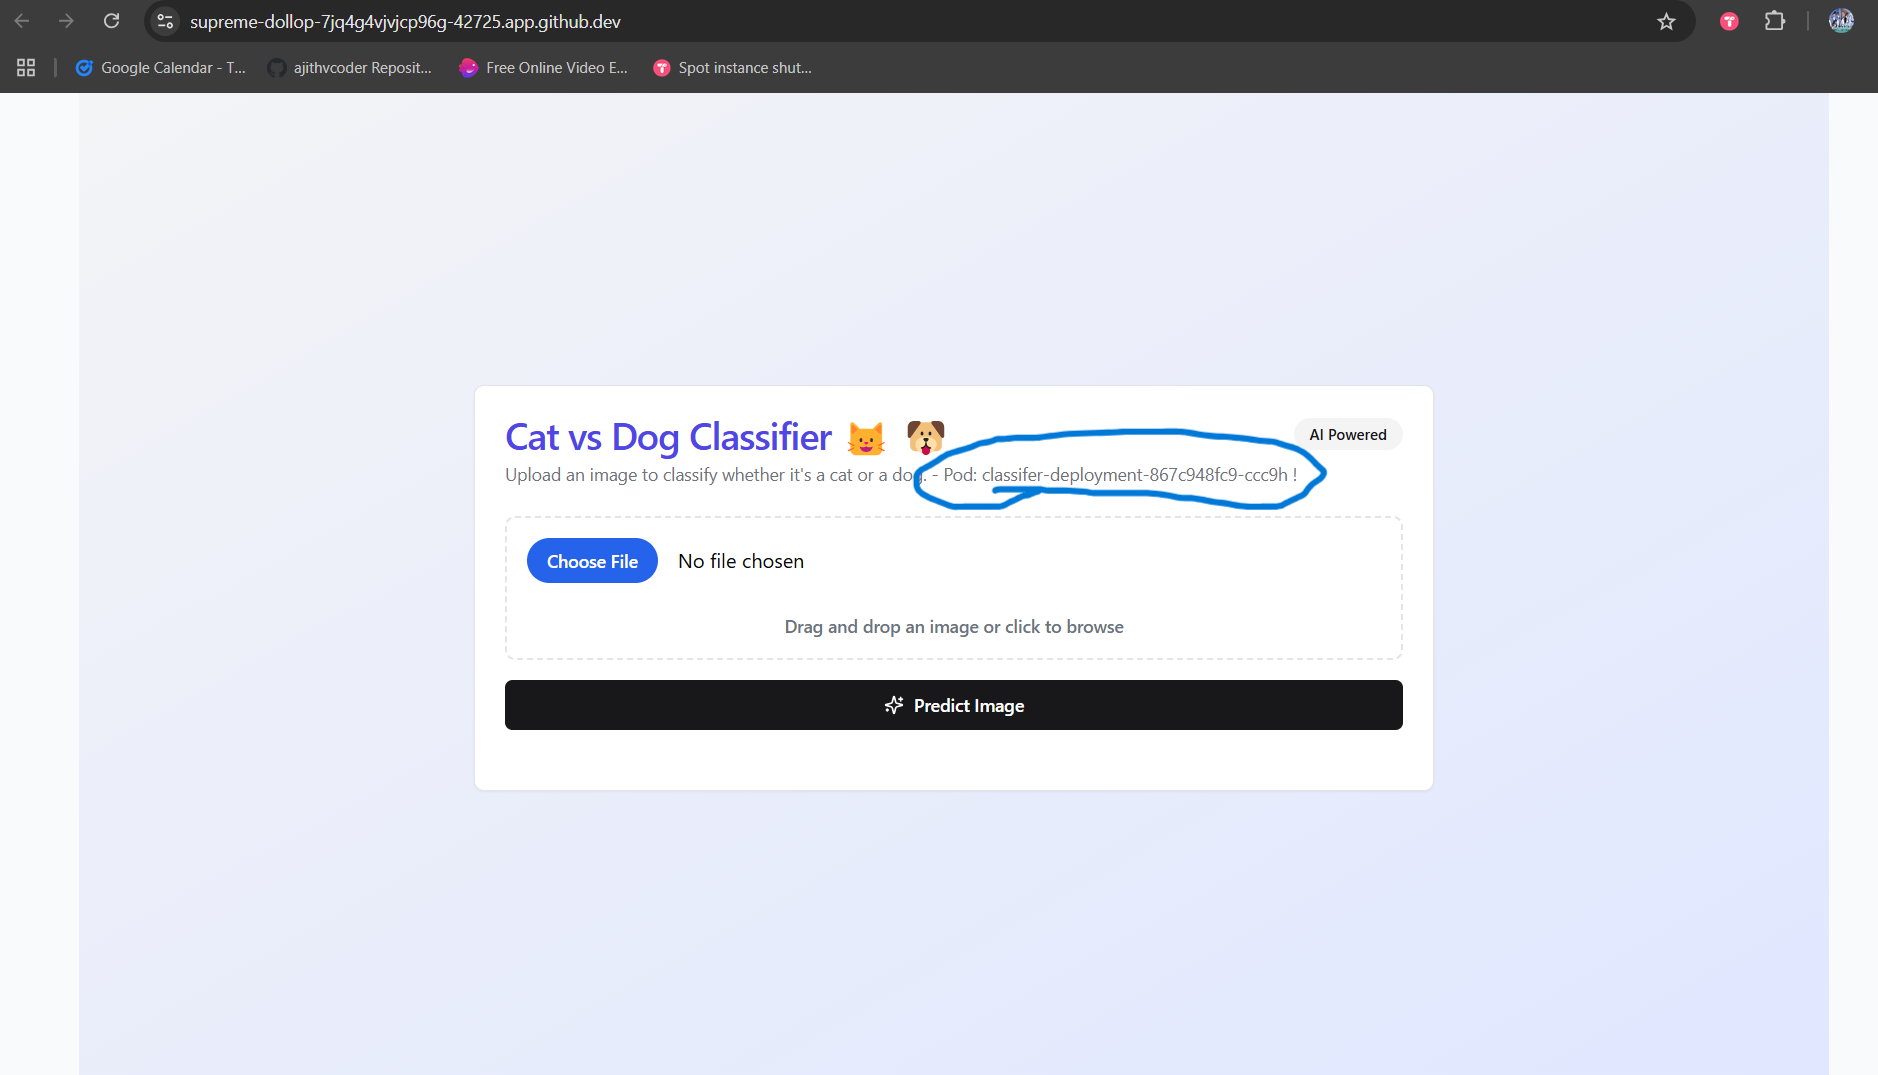 supreme-dollop-7jq4g4vjvjcp96g-42725.app.github.dev
Google Calendar - T... ajithvcoder Reposit... Free Online Video E... Spot instance shut...
Cat vs Dog Classifier
AI Powered
Upload an image to classify whether it's a cat or a dog. - Pod: classifer-deployment-867c948fc9-ccc9h !
Choose File No file chosen
Drag and drop an image or click to browse
Predict Image